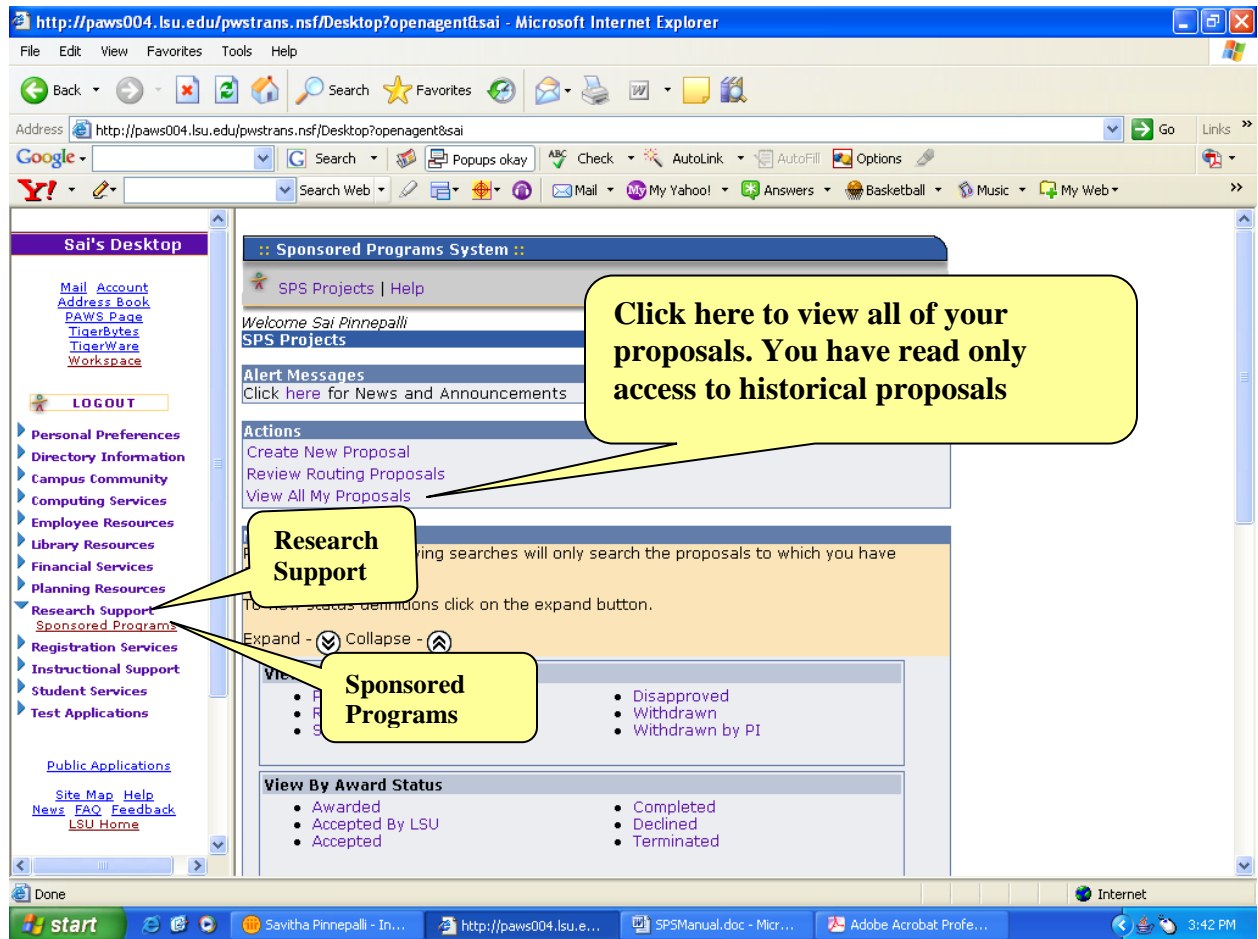 http://paws004.lsu.edu/pwstrans.nsf/Desktop?openagent&sai - Microsoft Internet Explorer
File Edit View Favorites Tools Help
Back Search Favorites
Address http://paws004.lsu.edu/pwstrans.nsf/Desktop?openagent&sai Go Links »
Google Search Popups okay ABC Check AutoLink AutoFill Options
Y! Search Web Mail My My Yahoo! Answers Basketball Music My Web »
Sai's Desktop
Mail Account
Address Book
PAWS Page
TigerBytes
TigerWare
Workspace
LOGOUT
Personal Preferences
Directory Information
Campus Community
Computing Services
Employee Resources
Library Resources
Financial Services
Planning Resources
Research Support
Sponsored Programs
Registration Services
Instructional Support
Student Services
Test Applications
Public Applications
Site Map Help
News FAQ Feedback
LSU Home
:: Sponsored Programs System ::
SPS Projects | Help
Welcome Sai Pinnepalli
SPS Projects
Alert Messages
Click here for News and Announcements
Actions
Create New Proposal
Review Routing Proposals
View All My Proposals
Click here to view all of your
proposals. You have read only
access to historical proposals
Research
Support
searches will only search the proposals to which you have
definitions click on the expand button.
Expand - Collapse -
Sponsored
Programs
• Disapproved
• Withdrawn
• Withdrawn by PI
View By Award Status
• Awarded
• Accepted By LSU
• Accepted
• Completed
• Declined
• Terminated
Done Internet
start Savitha Pinnepalli - In... http://paws004.lsu.e... SPSManual.doc - Micr... Adobe Acrobat Profe... 3:42 PM